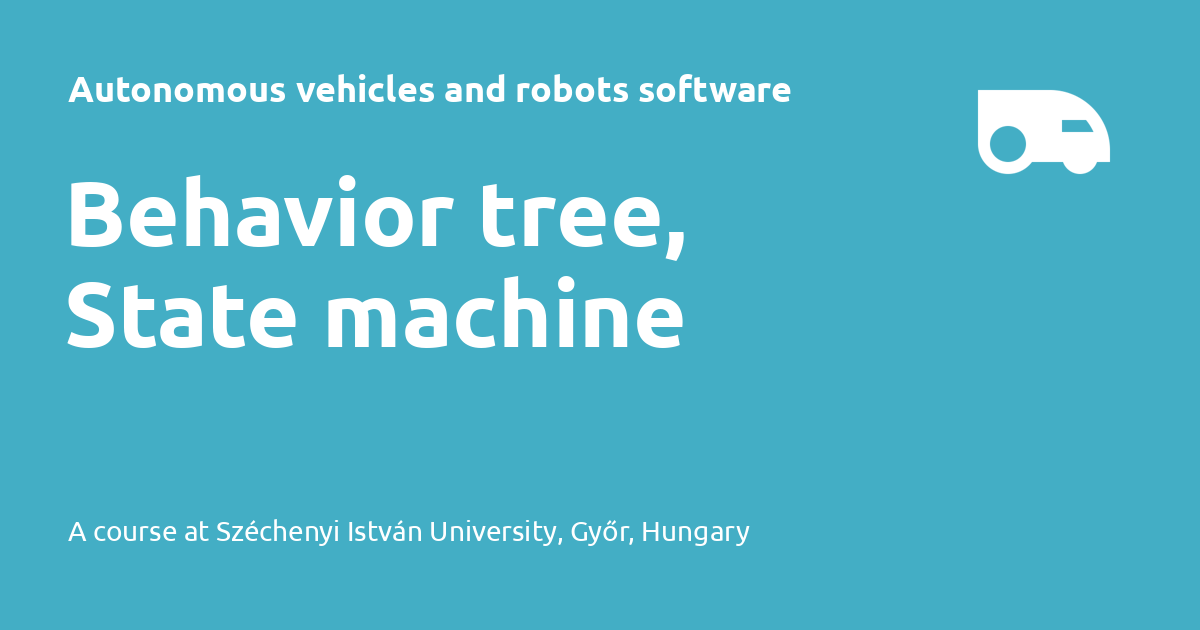 Autonomous vehicles and robots software
Behavior tree,
State machine
A course at Széchenyi István University, Győr, Hungary